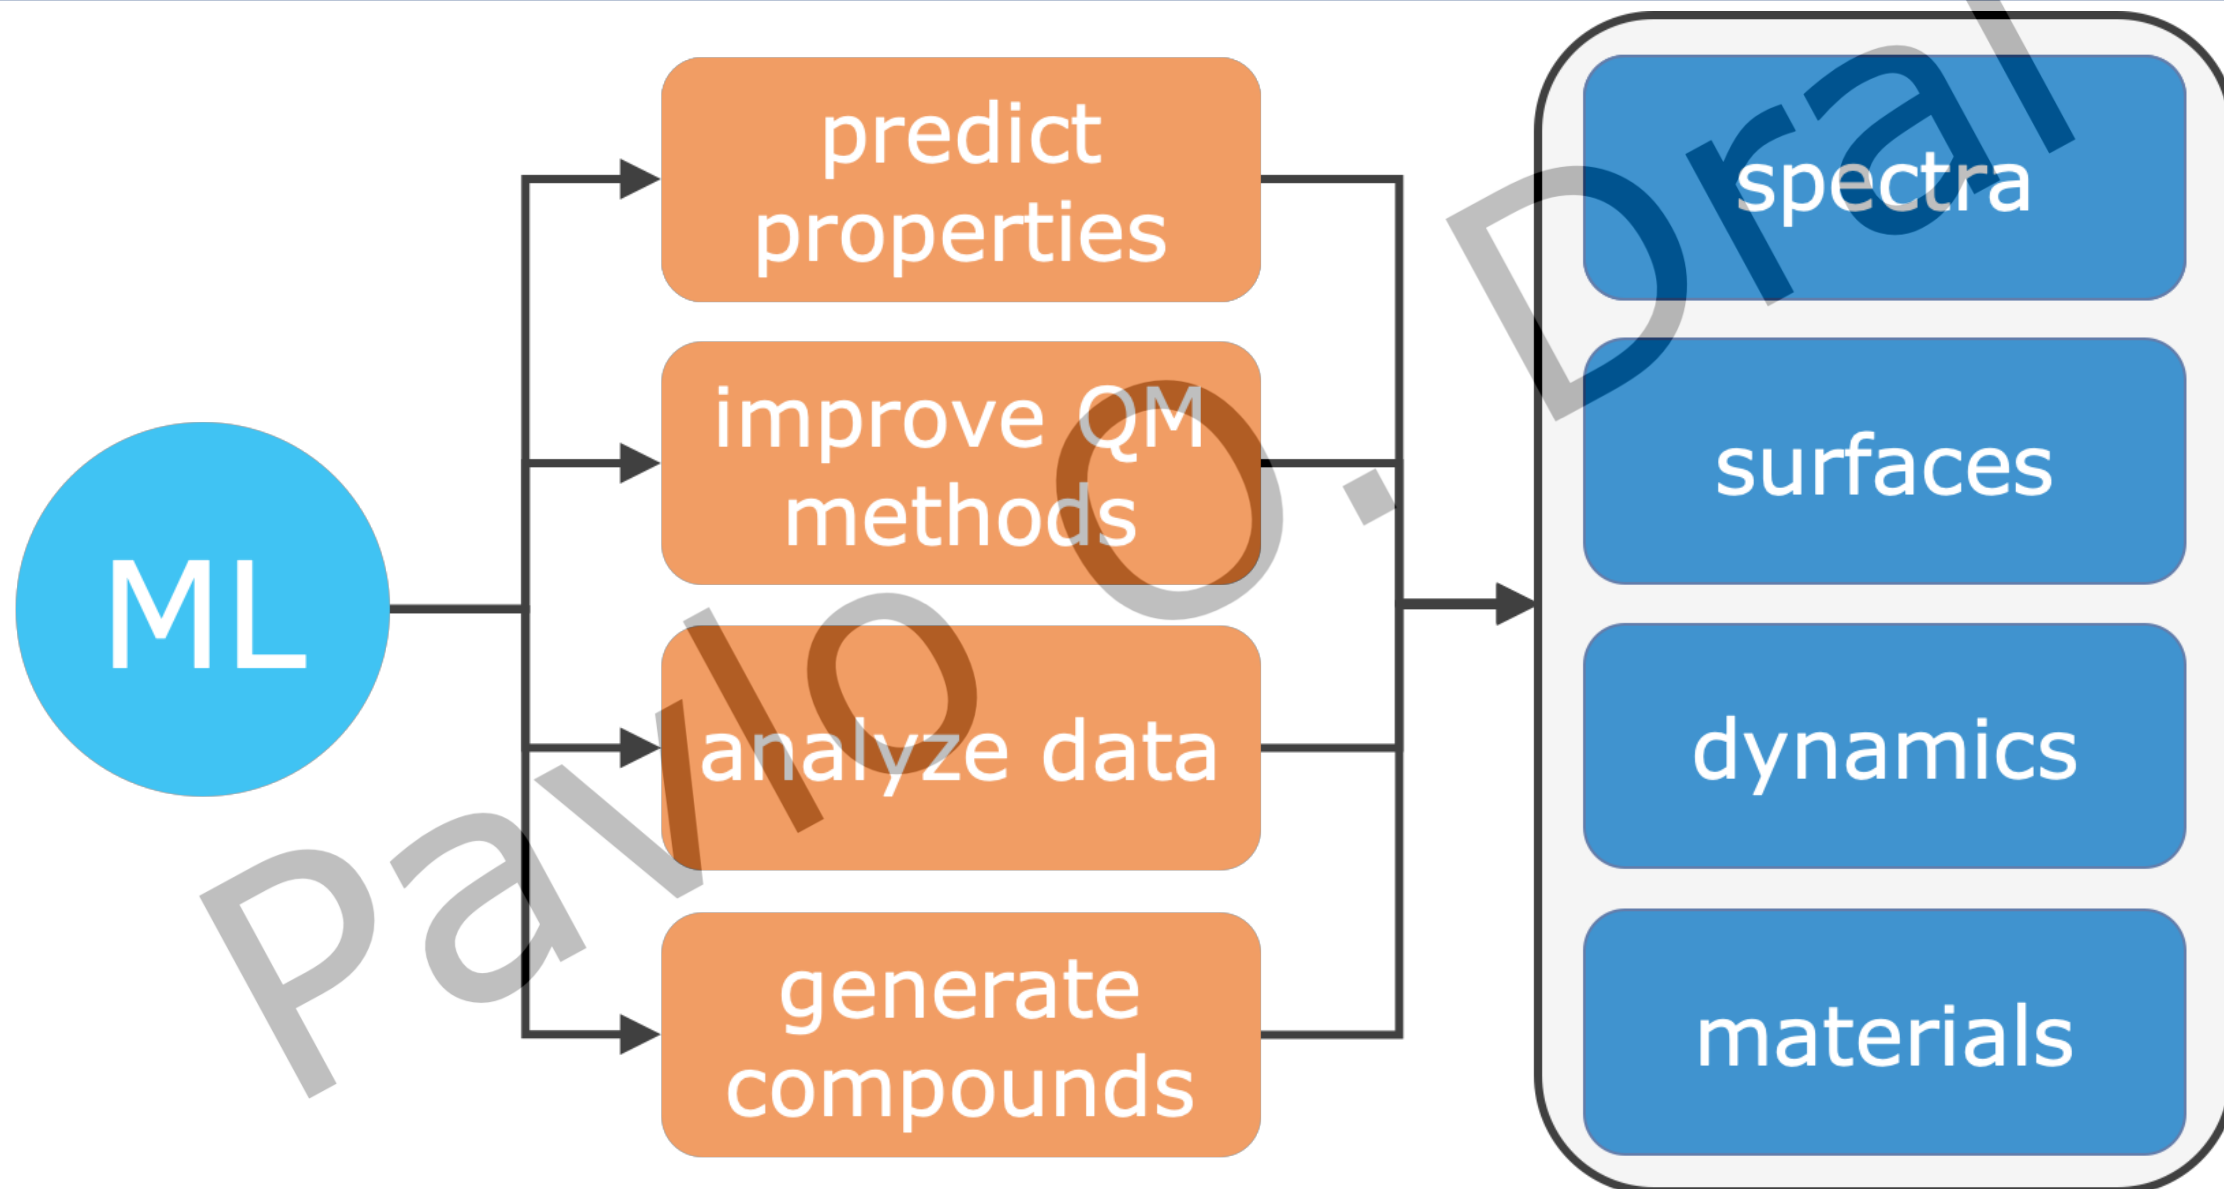 ML
predict
properties
improve QM
methods
analyze data
generate
compounds
spectra
surfaces
dynamics
materials
Pavlo O. Dral